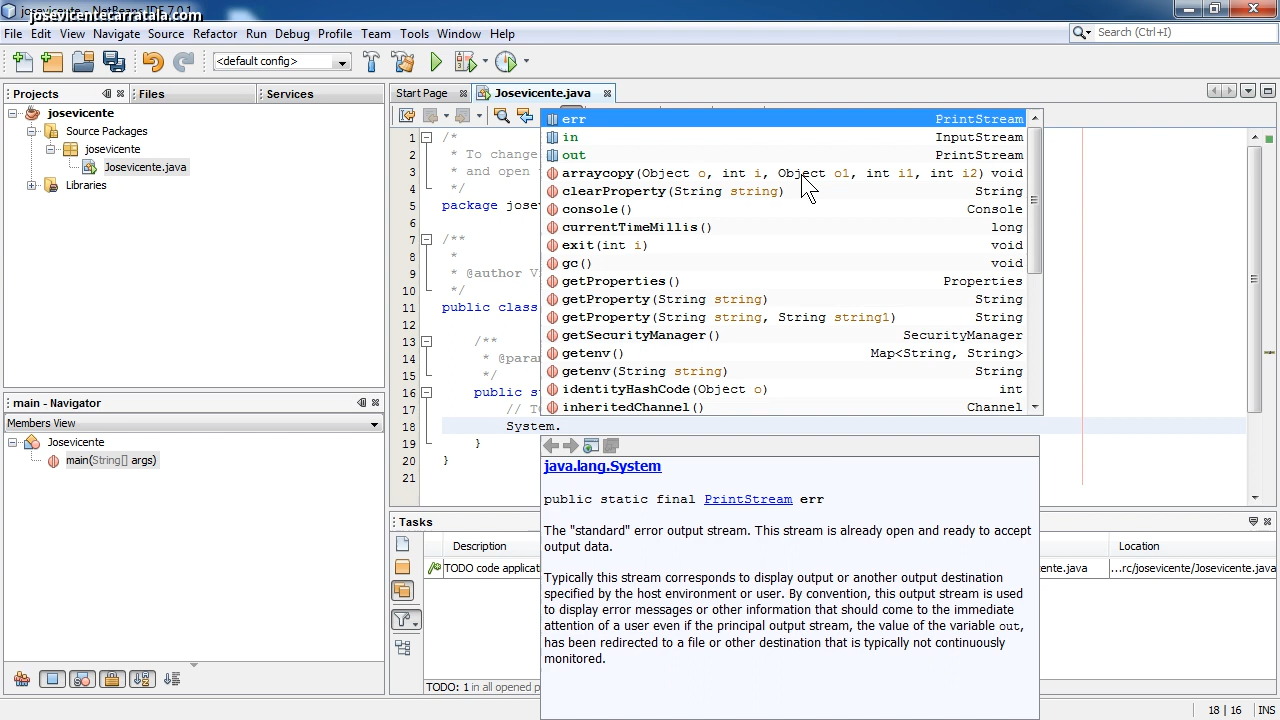 josevicentecarratala.com
File Edit View Navigate Source Refactor Run Debug Profile Team Tools Window Help
Search (Ctrl+I)
<default config>
Projects
Files
Services
josevicente
Source Packages
josevicente
Josevicente.java
Libraries
main - Navigator
Members View
Josevicente
main(String[] args)
Start Page
Josevicente.java
1 /*
2 * To change
3 * and open
4 */
5 package
6
7 /**
8 *
9 * @author
10 */
11 public class
12
13 /**
14 *
15 */
16 public
17 //
18 System.
19 }
20 }
21
err PrintStream
in InputStream
out PrintStream
arraycopy(Object o, int i, Object o1, int i1, int i2) void
clearProperty(String string) String
console() Console
currentTimeMillis() long
exit(int i) void
gc() void
getProperties() Properties
getProperty(String string) String
getProperty(String string, String string1) String
getSecurityManager() SecurityManager
getenv() Map<String, String>
getenv(String string) String
identityHashCode(Object o) int
inheritedChannel() Channel
java.lang.System
public static final PrintStream err
The "standard" error output stream. This stream is already open and ready to accept
output data.
Typically this stream corresponds to display output or another output destination
specified by the host environment or user. By convention, this output stream is used
to display error messages or other information that should come to the immediate
attention of a user even if the principal output stream, the value of the variable out,
has been redirected to a file or other destination that is typically not continuously
monitored.
Tasks
Description
Location
TODO code
...rc/josevicente/Josevicente.java
TODO: 1 in all opened
18 | 16 INS